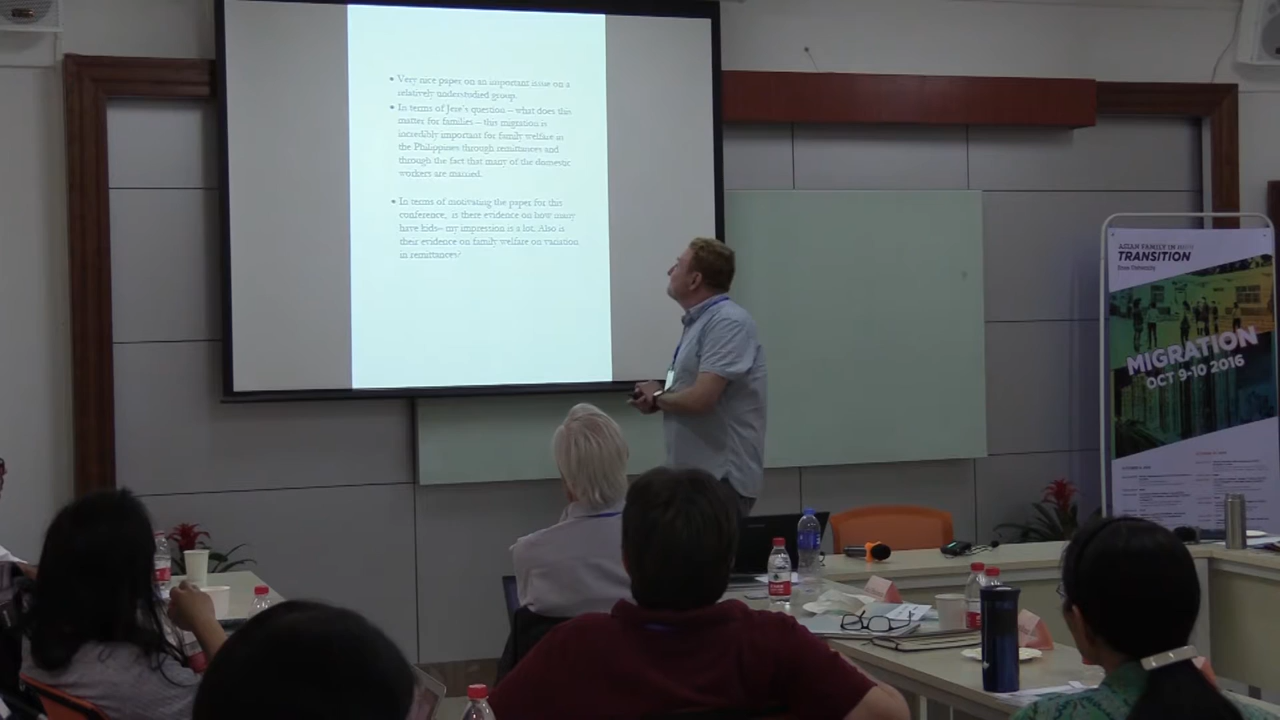 • Very nice paper on an important issue on a
relatively understudied group.
• In terms of Jere's question – what does this
matter for families – this migration is
incredibly important for family welfare in
the Philippines through remittances and
through the fact that many of the domestic
workers are married.
• In terms of motivating the paper for this
conference, is there evidence on how many
have kids– my impression is a lot. Also is
their evidence on family welfare on variation
in remittances?
ASIAN FAMILY IN
TRANSITION
MIGRATION
OCT 9-10 2016